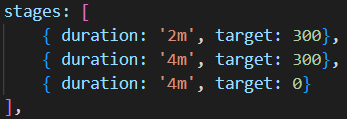 stages: [
{ duration: '2m', target: 300},
{ duration: '4m', target: 300},
{ duration: '4m', target: 0}
],